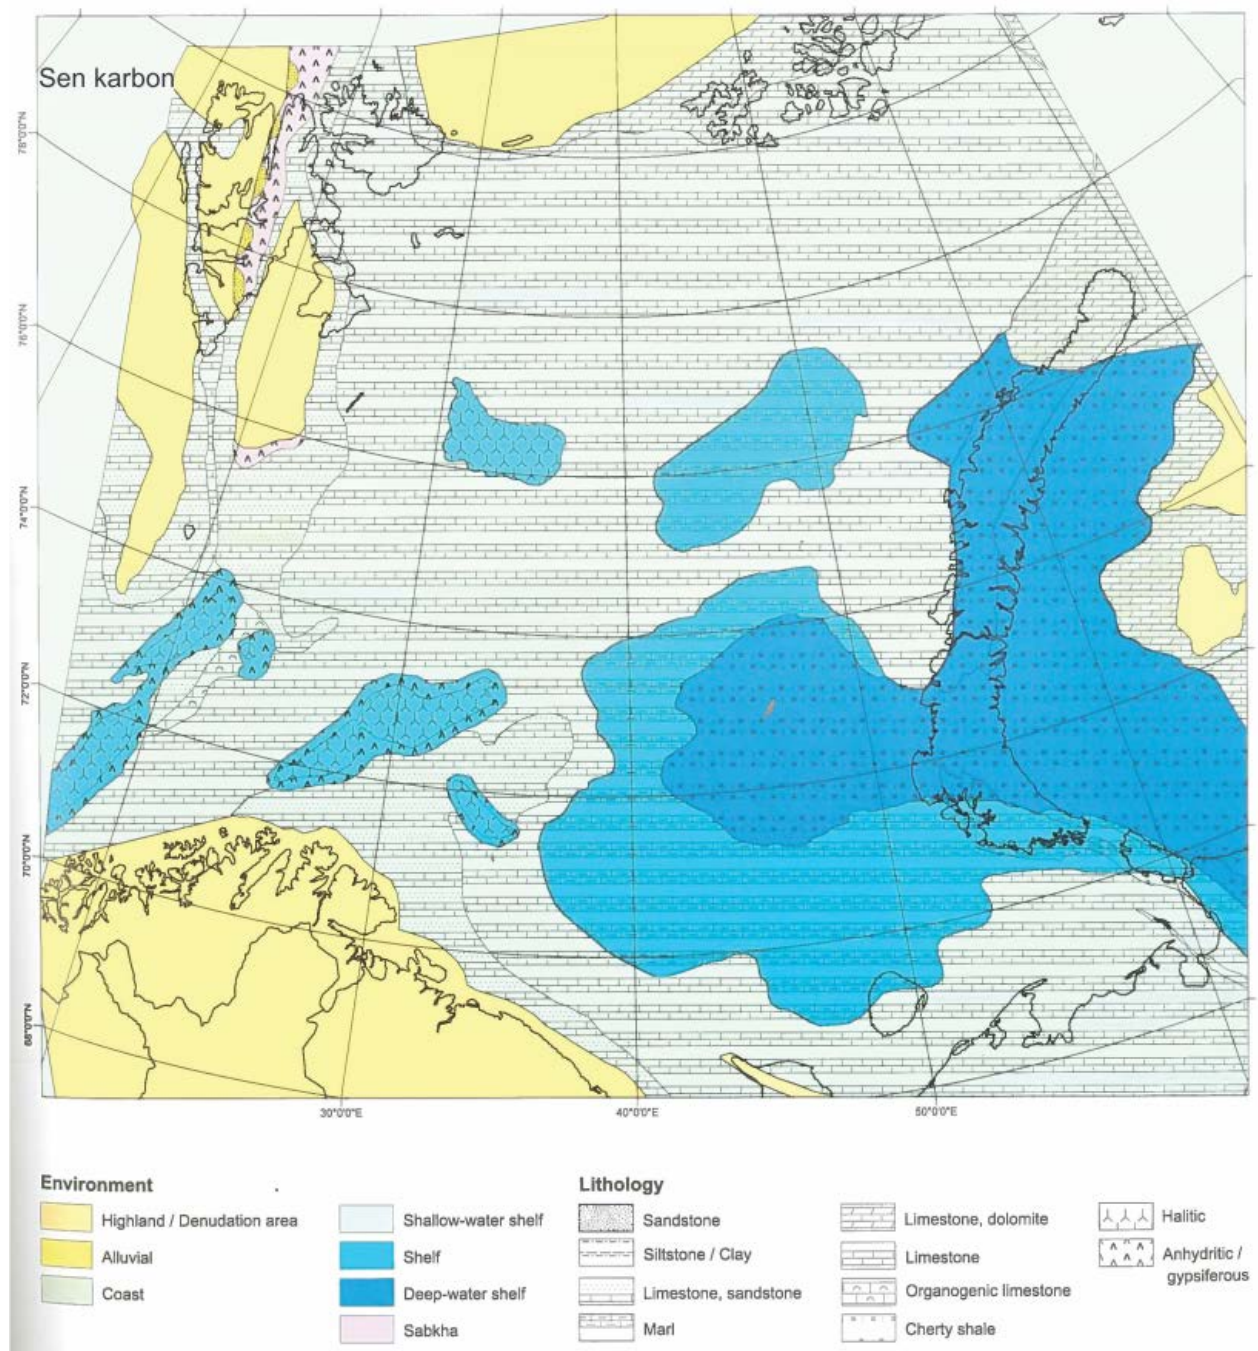 Sen karbon
78°0'0"N
76°0'0"N
74°0'0"N
72°0'0"N
70°0'0"N
68°0'0"N
30°0'0"E
40°0'0"E
50°0'0"E
Environment
Highland / Denudation area
Alluvial
Coast
Shallow-water shelf
Shelf
Deep-water shelf
Sabkha
Lithology
Sandstone
Siltstone / Clay
Limestone, sandstone
Marl
Limestone, dolomite
Limestone
Organogenic limestone
Cherty shale
Halitic
Anhydritic /
gypsiferous